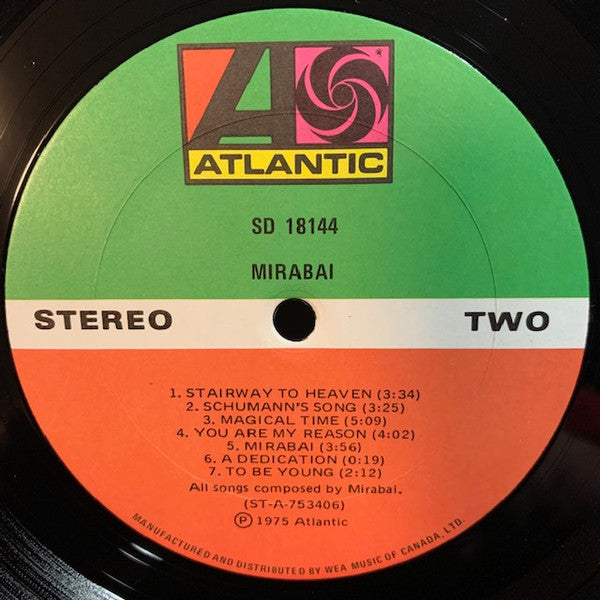 ATLANTIC
SD 18144
MIRABAI
STEREO TWO
1. STAIRWAY TO HEAVEN (3:34)
2. SCHUMANN'S SONG (3:25)
3. MAGICAL TIME (5:09)
4. YOU ARE MY REASON (4:02)
5. MIRABAI (3:56)
6. A DEDICATION (0:19)
7. TO BE YOUNG (2:12)
All songs composed by Mirabai.
(ST-A-753406)
Ⓟ 1975 Atlantic
MANUFACTURED AND DISTRIBUTED BY WEA MUSIC OF CANADA, LTD.